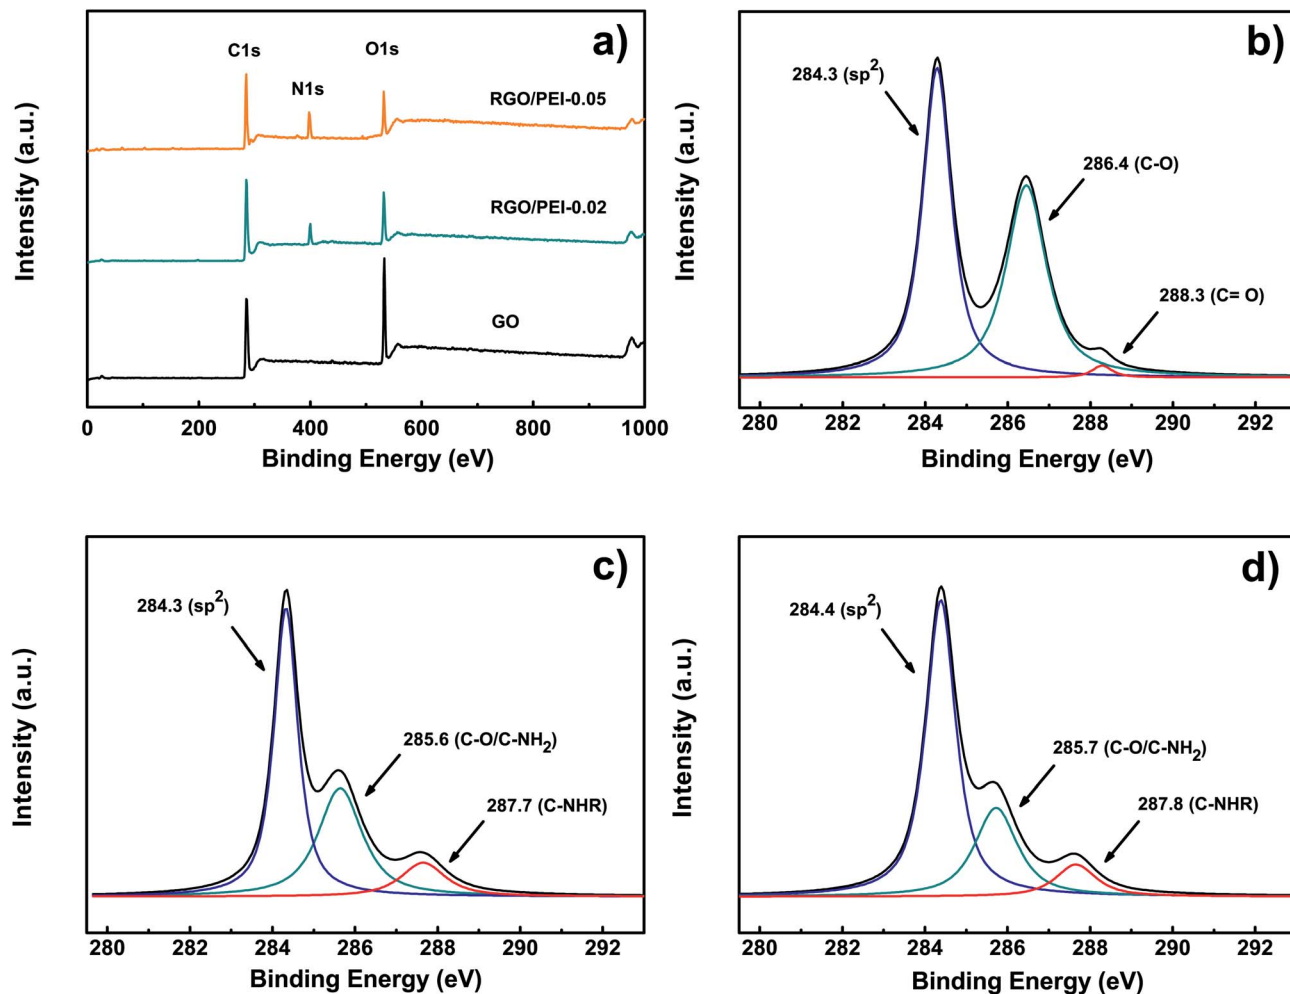 a)
C1s
O1s
N1s
RGO/PEI-0.05
RGO/PEI-0.02
GO
Intensity (a.u.)
0 200 400 600 800 1000
Binding Energy (eV)
b)
284.3 (sp²)
286.4 (C-O)
288.3 (C= O)
Intensity (a.u.)
280 282 284 286 288 290 292
Binding Energy (eV)
c)
284.3 (sp²)
285.6 (C-O/C-NH₂)
287.7 (C-NHR)
Intensity (a.u.)
280 282 284 286 288 290 292
Binding Energy (eV)
d)
284.4 (sp²)
285.7 (C-O/C-NH₂)
287.8 (C-NHR)
Intensity (a.u.)
280 282 284 286 288 290 292
Binding Energy (eV)